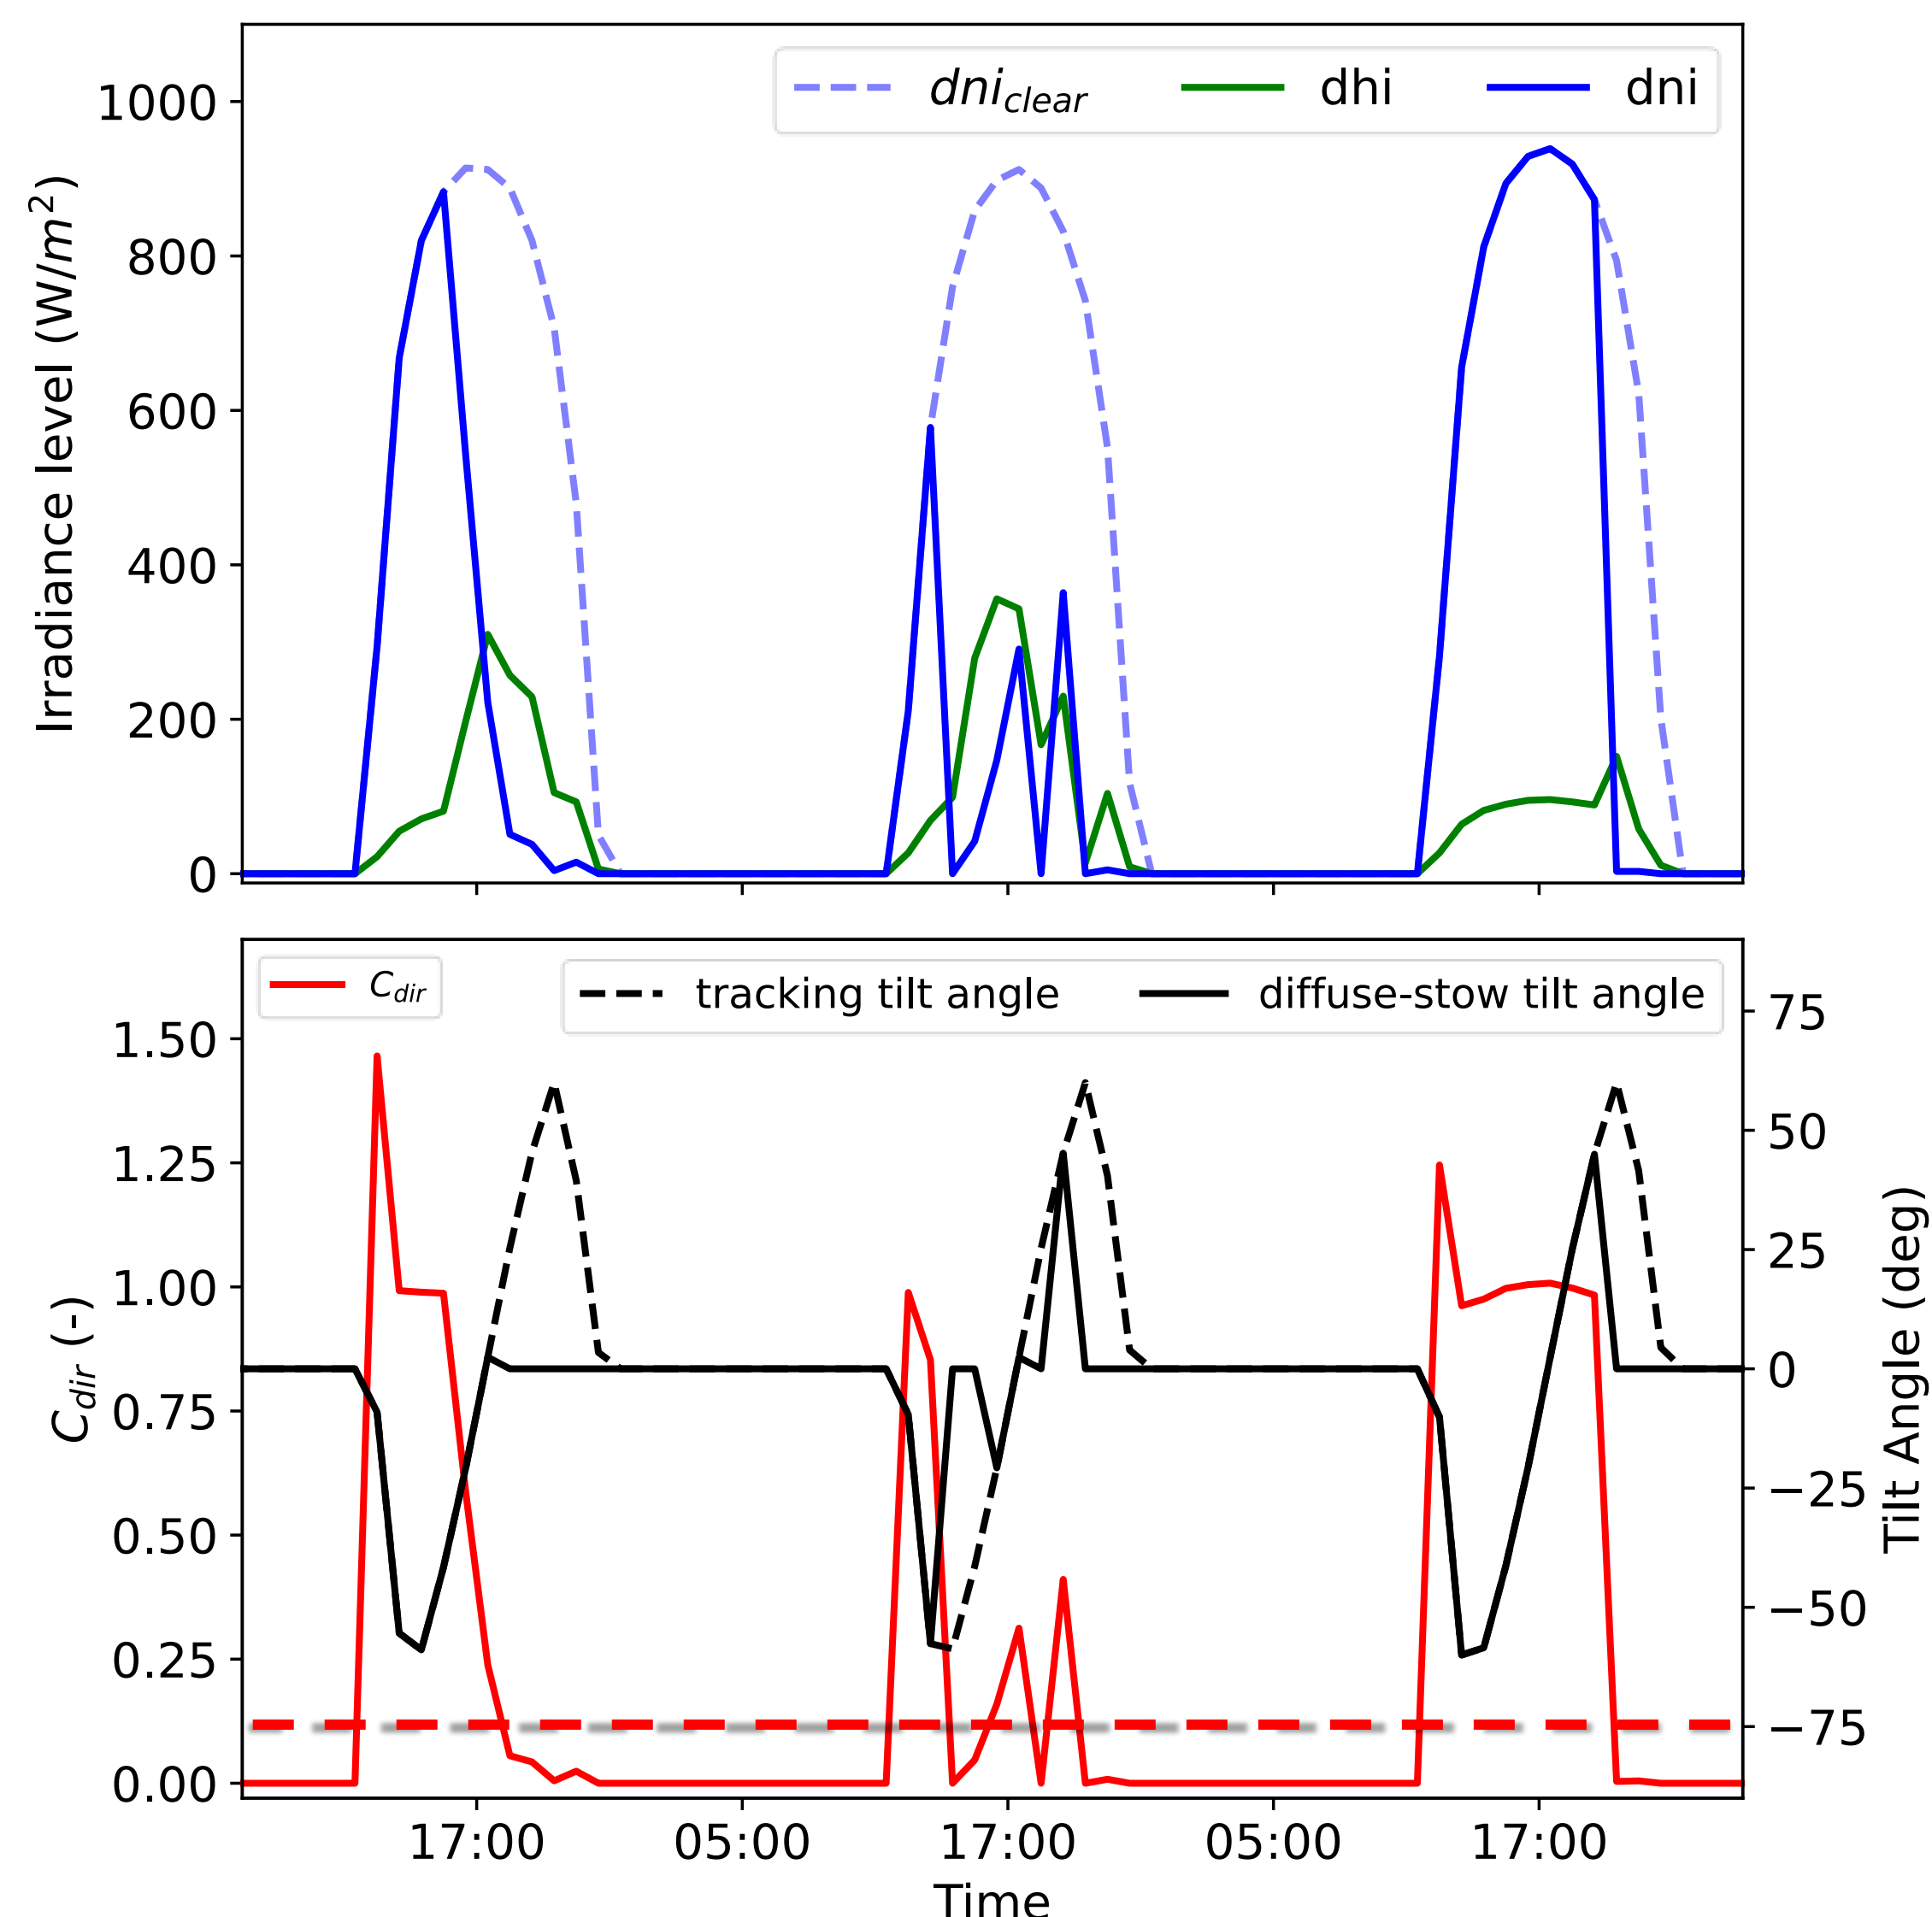 dni_clear dhi dni
1000
800
600
400
200
0
Irradiance level (W/m²)
C_dir tracking tilt angle diffuse-stow tilt angle
1.50
1.25
1.00
0.75
0.50
0.25
0.00
C_dir (-)
75
50
25
0
−25
−50
−75
Tilt Angle (deg)
17:00 05:00 17:00 05:00 17:00
Time